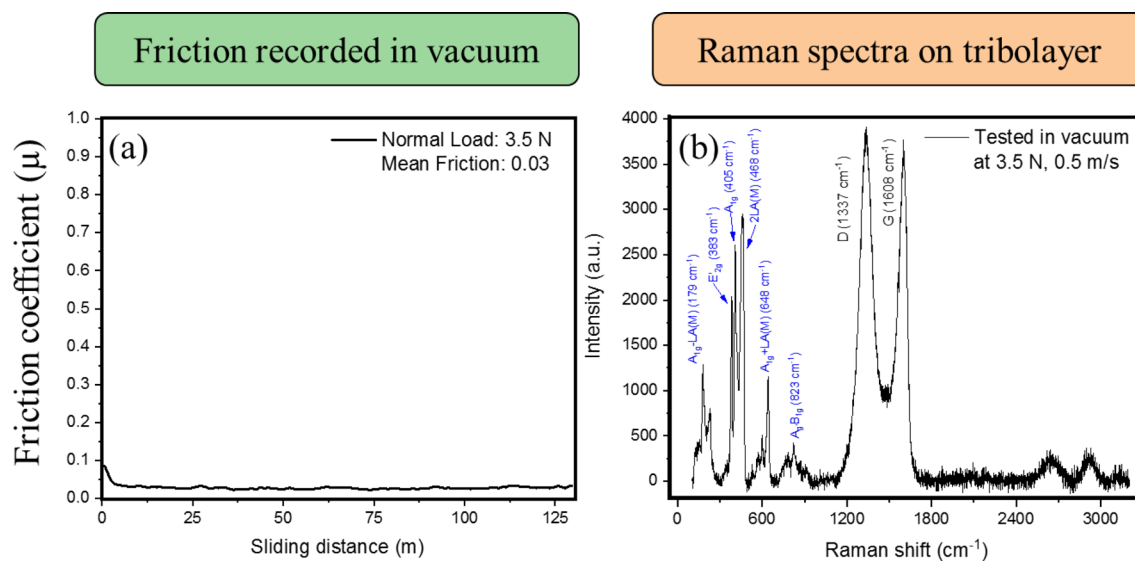 Friction recorded in vacuum
Raman spectra on tribolayer
Friction coefficient (µ)
1.0
0.9
0.8
0.7
0.6
0.5
0.4
0.3
0.2
0.1
0.0
(a)
Normal Load: 3.5 N
Mean Friction: 0.03
0
25
50
75
100
125
Sliding distance (m)
Intensity (a.u.)
4000
3500
3000
2500
2000
1500
1000
500
0
(b)
Tested in vacuum
at 3.5 N, 0.5 m/s
A1g-LA(M) (179 cm-1)
E'2g (383 cm-1)
A1g (405 cm-1)
2LA(M) (468 cm-1)
A1g+LA(M) (648 cm-1)
Ag-B1g (823 cm-1)
D (1337 cm-1)
G (1608 cm-1)
0
600
1200
1800
2400
3000
Raman shift (cm-1)